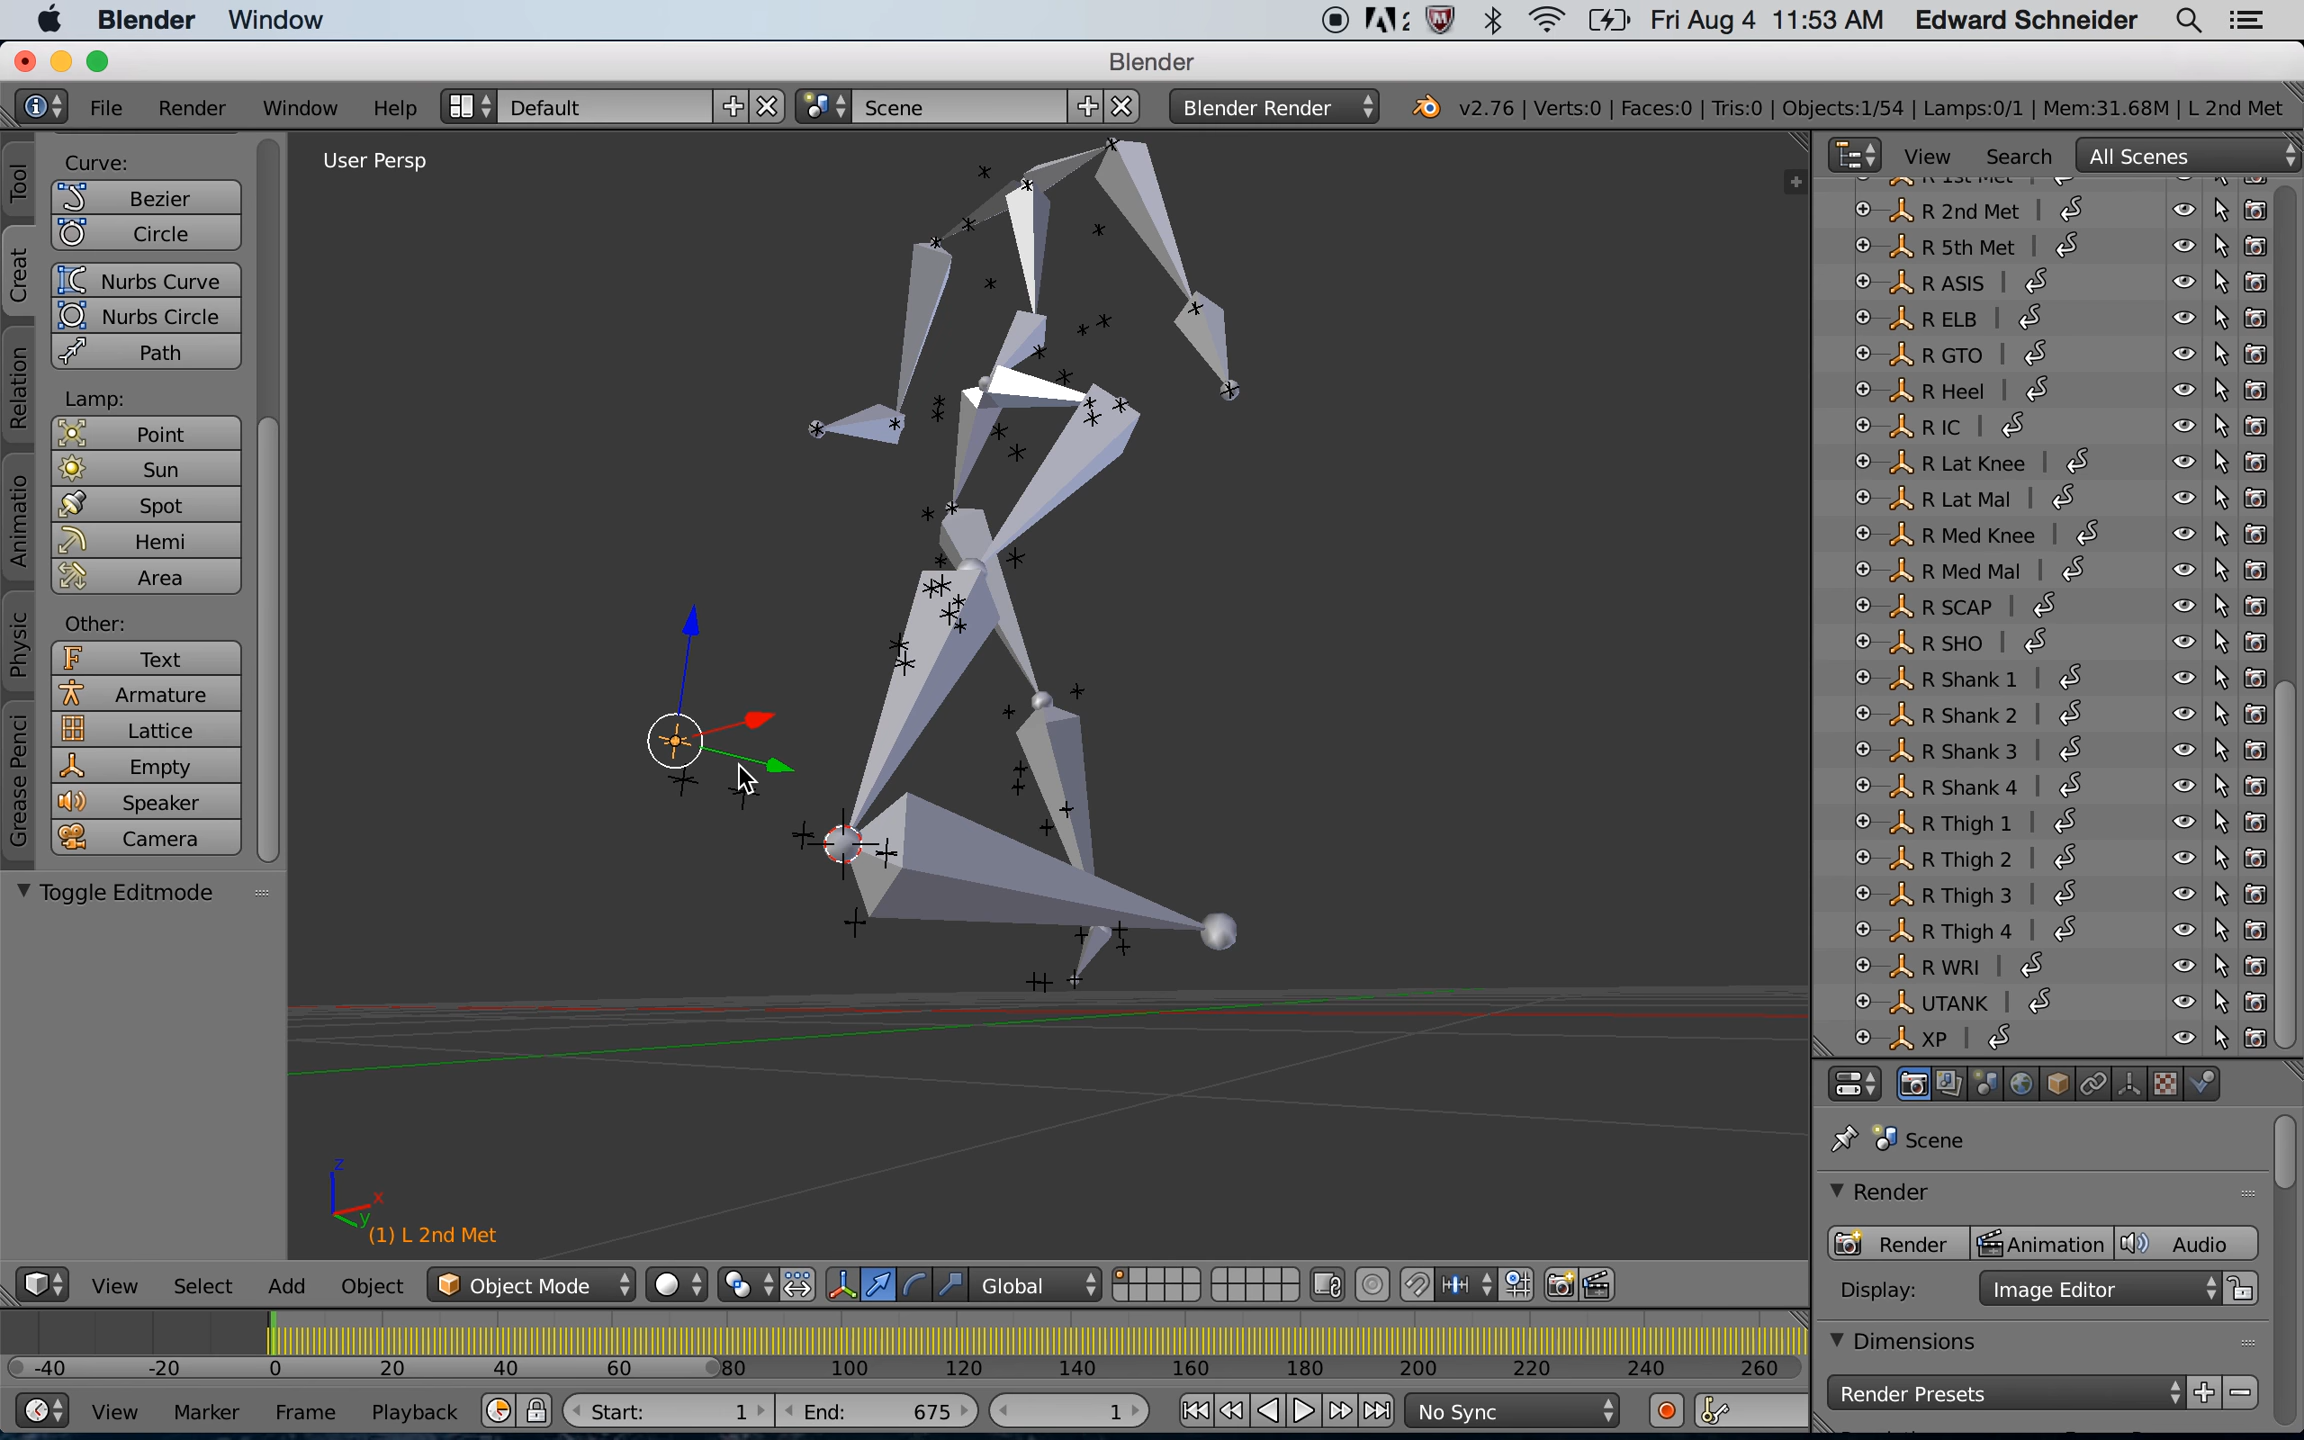 Blender Window Fri Aug 4 11:53 AM Edward Schneider
Blender
File Render Window Help Default Scene Blender Render v2.76 | Verts:0 | Faces:0 | Tris:0 | Objects:1/54 | Lamps:0/1 | Mem:31.68M | L 2nd Met
Tool
Creat
Relation
Animatio
Physic
Grease Penci
Curve:
Bezier
Circle
Nurbs Curve
Nurbs Circle
Path
Lamp:
Point
Sun
Spot
Hemi
Area
Other:
Text
Armature
Lattice
Empty
Speaker
Camera
Toggle Editmode
User Persp
z
x
y
(1) L 2nd Met
View Search All Scenes
R 1st Met
R 2nd Met
R 5th Met
R ASIS
R ELB
R GTO
R Heel
R IC
R Lat Knee
R Lat Mal
R Med Knee
R Med Mal
R SCAP
R SHO
R Shank 1
R Shank 2
R Shank 3
R Shank 4
R Thigh 1
R Thigh 2
R Thigh 3
R Thigh 4
R WRI
UTANK
XP
Scene
Render
Render Animation Audio
Display: Image Editor
Dimensions
Render Presets
View Select Add Object Object Mode Global
-40 -20 0 20 40 60 80 100 120 140 160 180 200 220 240 260
View Marker Frame Playback Start: 1 End: 675 1 No Sync